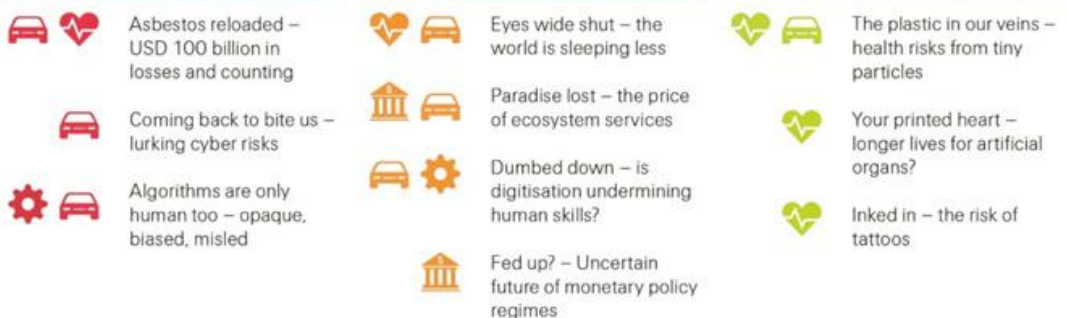 Asbestos reloaded –
USD 100 billion in
losses and counting
Coming back to bite us –
lurking cyber risks
Algorithms are only
human too – opaque,
biased, misled
Eyes wide shut – the
world is sleeping less
Paradise lost – the price
of ecosystem services
Dumbed down – is
digitisation undermining
human skills?
Fed up? – Uncertain
future of monetary policy
regimes
The plastic in our veins –
health risks from tiny
particles
Your printed heart –
longer lives for artificial
organs?
Inked in – the risk of
tattoos